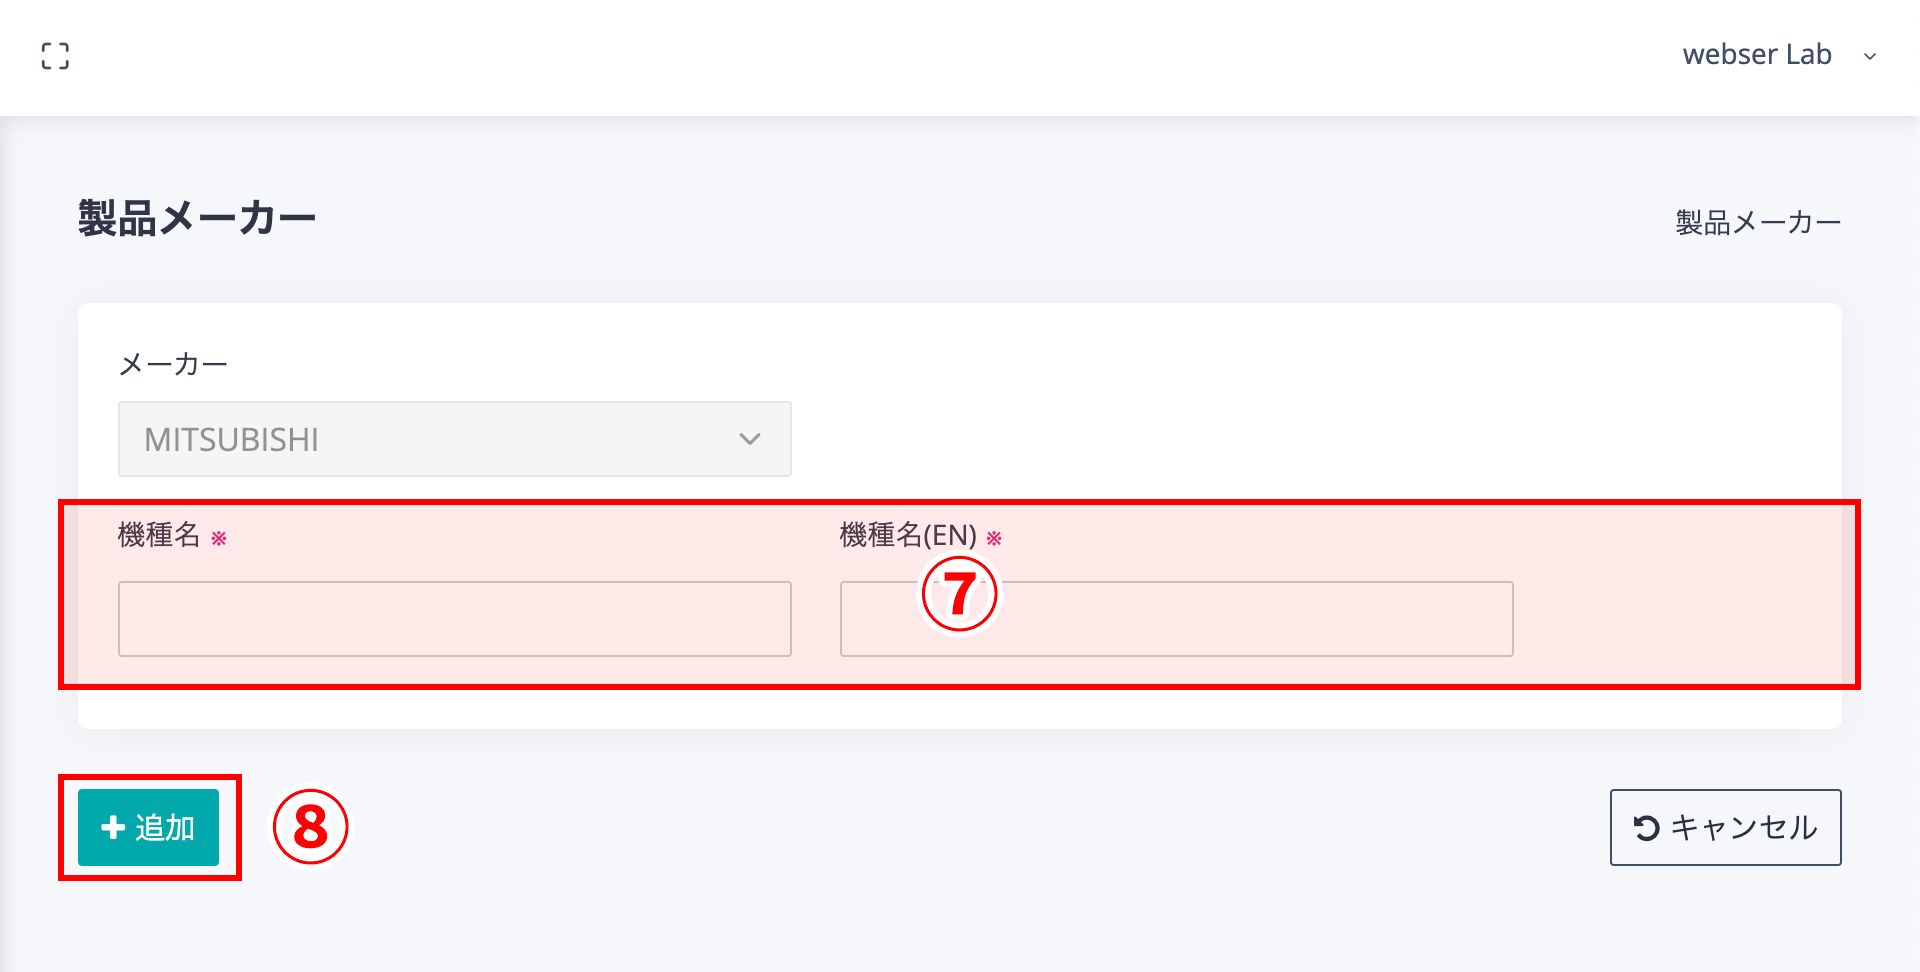 webser Lab
製品メーカー
製品メーカー
メーカー
MITSUBISHI
機種名 ※
機種名(EN) ※
⑦
追加
⑧
キャンセル